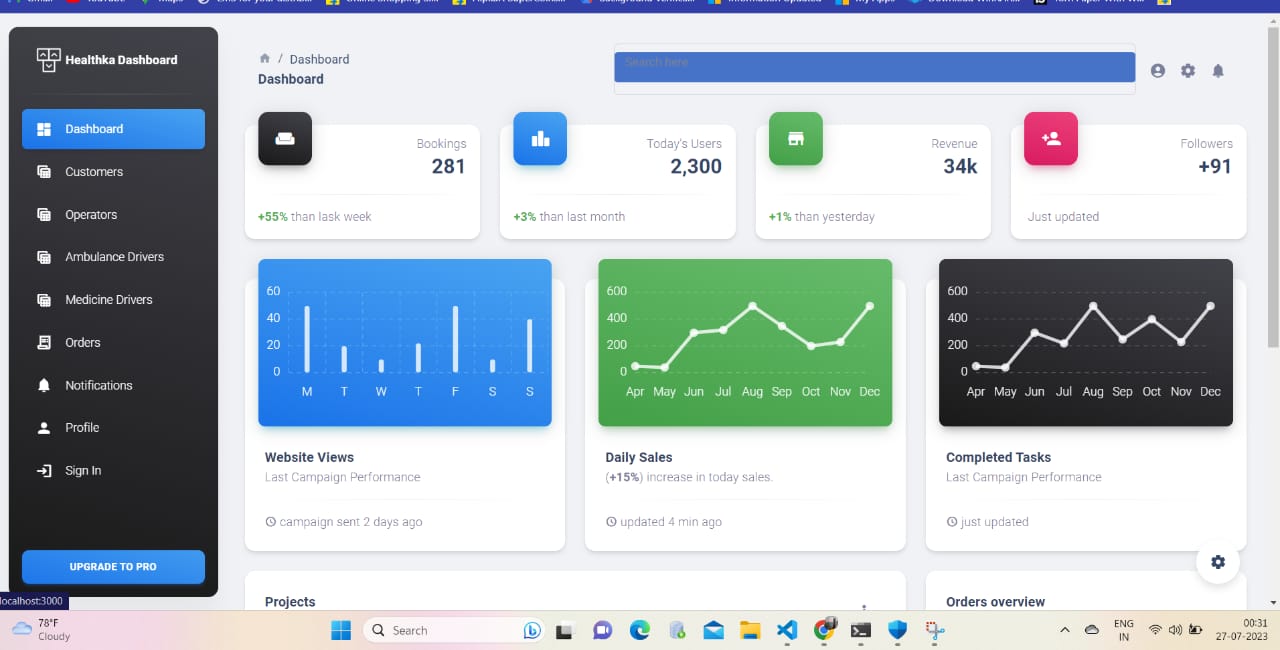 Healthka Dashboard
Dashboard
Customers
Operators
Ambulance Drivers
Medicine Drivers
Orders
Notifications
Profile
Sign In
UPGRADE TO PRO
localhost:3000
/ Dashboard
Dashboard
Search here
Bookings
281
+55% than lask week
Today's Users
2,300
+3% than last month
Revenue
34k
+1% than yesterday
Followers
+91
Just updated
60
40
20
0
M T W T F S S
Website Views
Last Campaign Performance
campaign sent 2 days ago
600
400
200
0
Apr May Jun Jul Aug Sep Oct Nov Dec
Daily Sales
(+15%) increase in today sales.
updated 4 min ago
600
400
200
0
Apr May Jun Jul Aug Sep Oct Nov Dec
Completed Tasks
Last Campaign Performance
just updated
Projects
Orders overview
78°F
Cloudy
Search
ENG
IN
00:31
27-07-2023